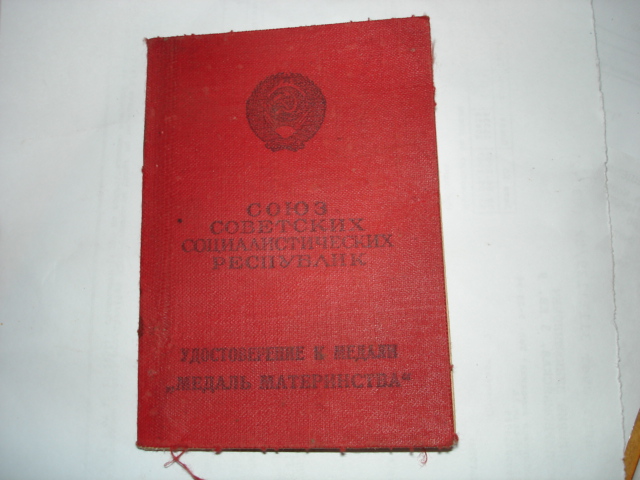 СОЮЗ
СОВЕТСКИХ
СОЦИАЛИСТИЧЕСКИХ
РЕСПУБЛИК
УДОСТОВЕРЕНИЕ К МЕДАЛИ
„МЕДАЛЬ МАТЕРИНСТВА“